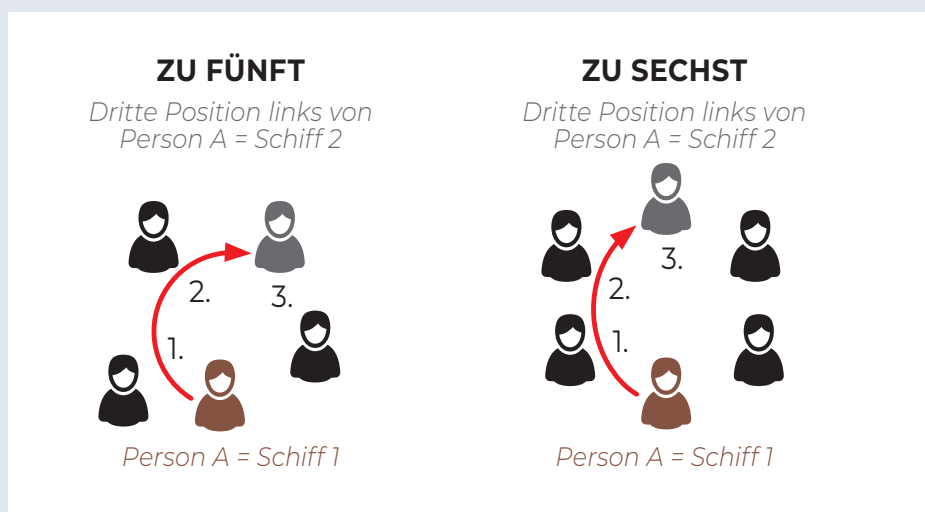 ZU FÜNFT
Dritte Position links von
Person A = Schiff 2
2.
3.
1.
Person A = Schiff 1
ZU SECHST
Dritte Position links von
Person A = Schiff 2
3.
2.
1.
Person A = Schiff 1